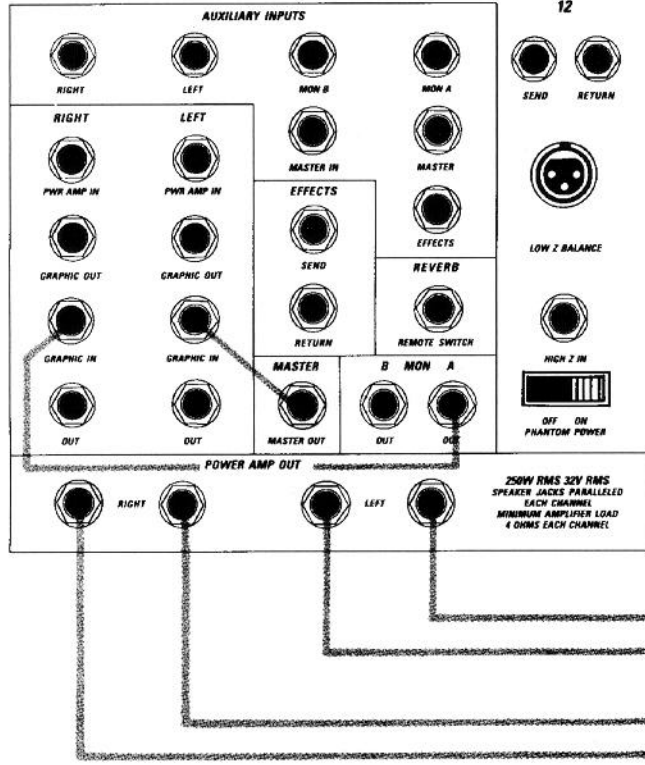 AUXILIARY INPUTS
12
RIGHT LEFT MON B MON A
SEND RETURN
RIGHT LEFT
MASTER IN MASTER
PWR AMP IN PWR AMP IN
EFFECTS
EFFECTS
LOW Z BALANCE
SEND
REVERB
GRAPHIC OUT GRAPHIC OUT
RETURN REMOTE SWITCH
GRAPHIC IN GRAPHIC IN
HIGH Z IN
MASTER B MON A
OFF ON
PHANTOM POWER
OUT OUT MASTER OUT OUT OUT
POWER AMP OUT
RIGHT LEFT
250W RMS 32V RMS
SPEAKER JACKS PARALLELED
EACH CHANNEL
MINIMUM AMPLIFIER LOAD
4 OHMS EACH CHANNEL